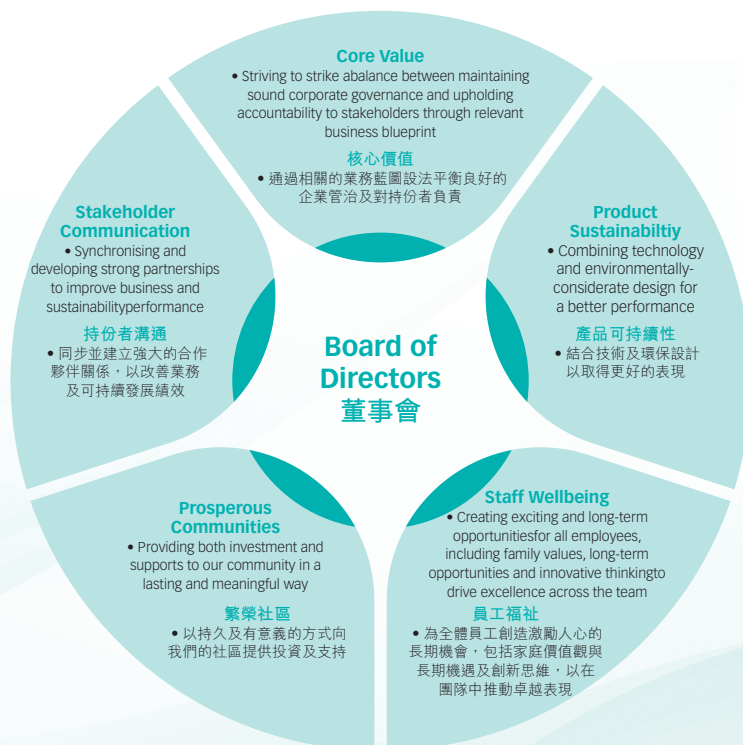 Core Value
• Striving to strike abalance between maintaining
sound corporate governance and upholding
accountability to stakeholders through relevant
business blueprint
核心價值
• 通過相關的業務藍圖設法平衡良好的
企業管治及對持份者負責
Stakeholder
Communication
• Synchronising and
developing strong partnerships
to improve business and
sustainabilityperformance
持份者溝通
• 同步並建立強大的合作
夥伴關係，以改善業務
及可持續發展績效
Product
Sustainabiltiy
• Combining technology
and environmentally-
considerate design for
a better performance
產品可持續性
• 結合技術及環保設計
以取得更好的表現
Board of
Directors
董事會
Prosperous
Communities
• Providing both investment and
supports to our community in a
lasting and meaningful way
繁榮社區
• 以持久及有意義的方式向
我們的社區提供投資及支持
Staff Wellbeing
• Creating exciting and long-term
opportunitiesfor all employees,
including family values, long-term
opportunities and innovative thinkingto
drive excellence across the team
員工福祉
• 為全體員工創造激勵人心的
長期機會，包括家庭價值觀與
長期機遇及創新思維，以在
團隊中推動卓越表現